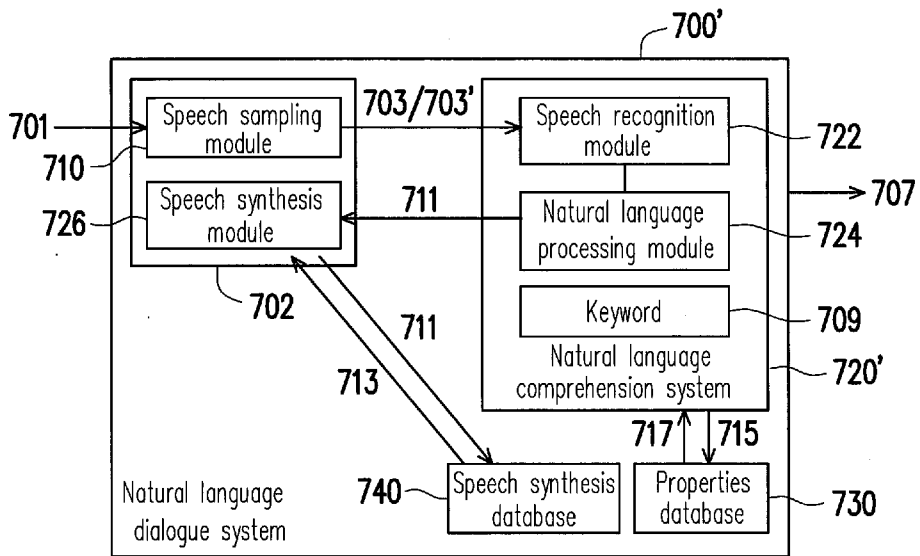 700'
703/703'
701
Speech sampling
module
710
Speech recognition
module
722
726
Speech synthesis
module
711
Natural language
processing module
724
707
702
Keyword
709
711
713
Natural language
comprehension system
720'
717
715
Natural language
dialogue system
740
Speech synthesis
database
Properties
database
730